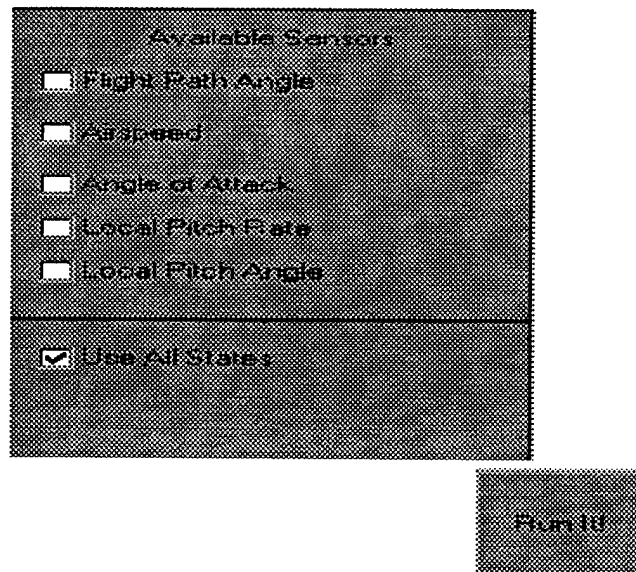 Available Sensors
Flight Path Angle
Airspeed
Angle of Attack
Local Pitch Rate
Local Pitch Angle
Use All States
Run It!